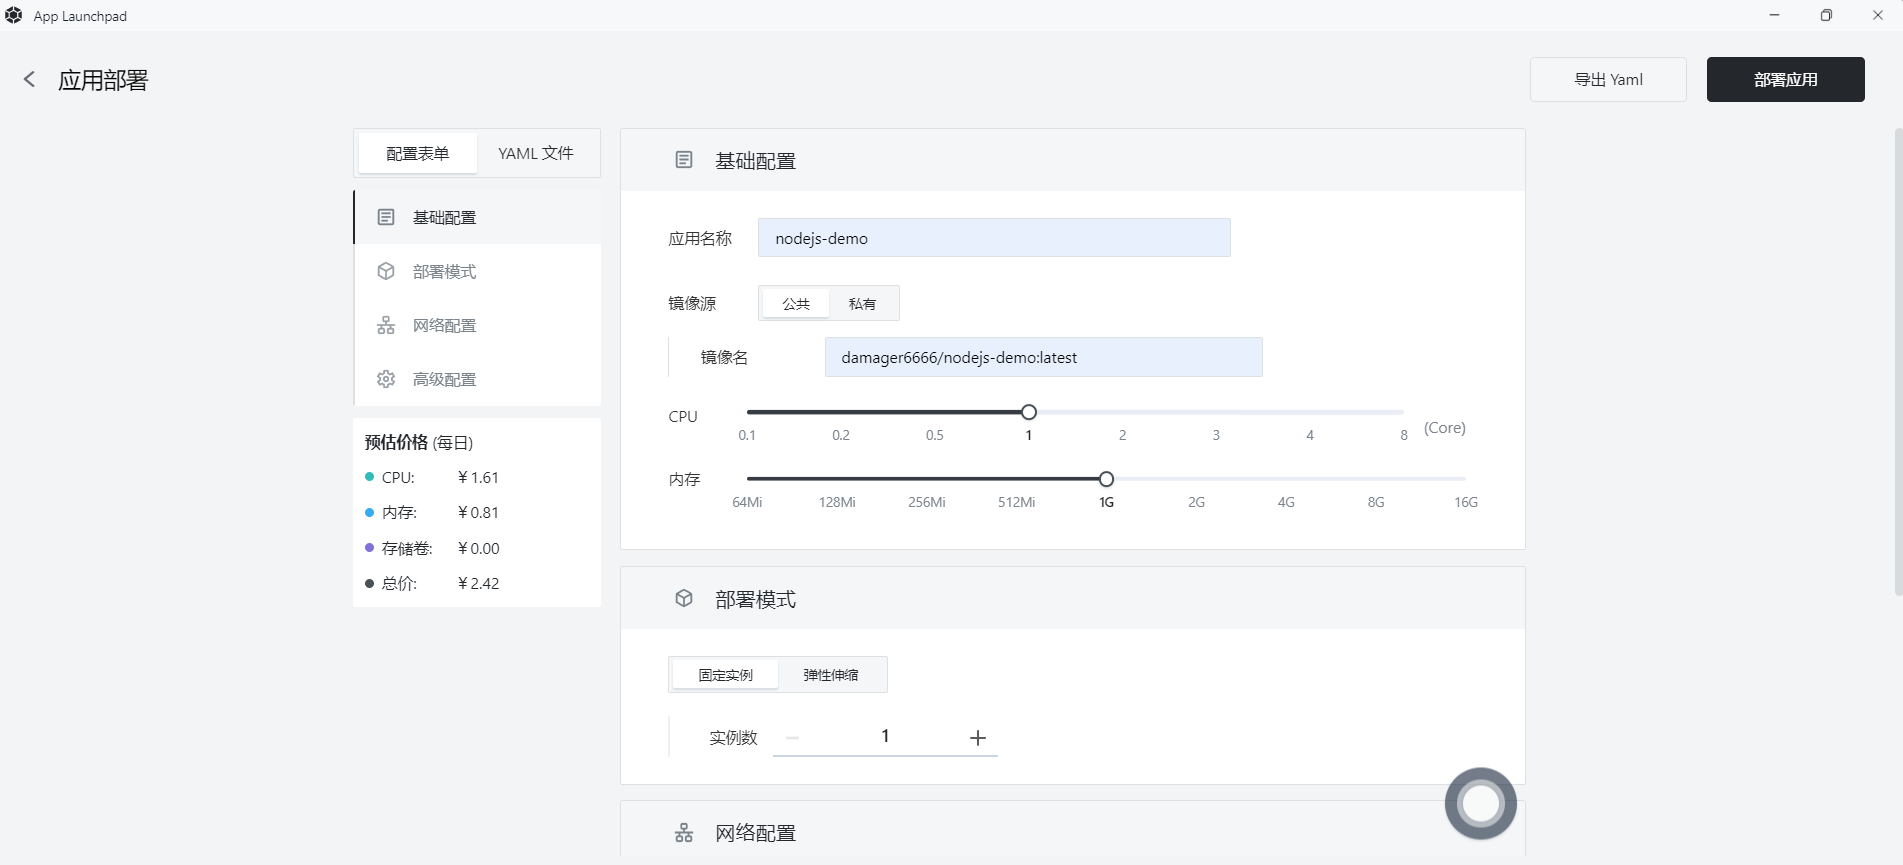 App Launchpad
应用部署
导出 Yaml
部署应用
配置表单 YAML 文件
基础配置
部署模式
网络配置
高级配置
预估价格 (每日)
CPU: ￥1.61
内存: ￥0.81
存储卷: ￥0.00
总价: ￥2.42
基础配置
应用名称 nodejs-demo
镜像源 公共 私有
镜像名 damager6666/nodejs-demo:latest
CPU
0.1 0.2 0.5 1 2 3 4 8 (Core)
内存
64Mi 128Mi 256Mi 512Mi 1G 2G 4G 8G 16G
部署模式
固定实例 弹性伸缩
实例数 1
网络配置